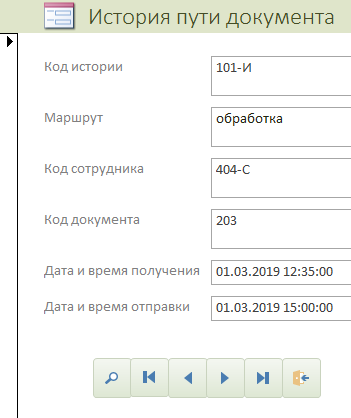 История пути документа
Код истории 101-И
Маршрут обработка
Код сотрудника 404-С
Код документа 203
Дата и время получения 01.03.2019 12:35:00
Дата и время отправки 01.03.2019 15:00:00